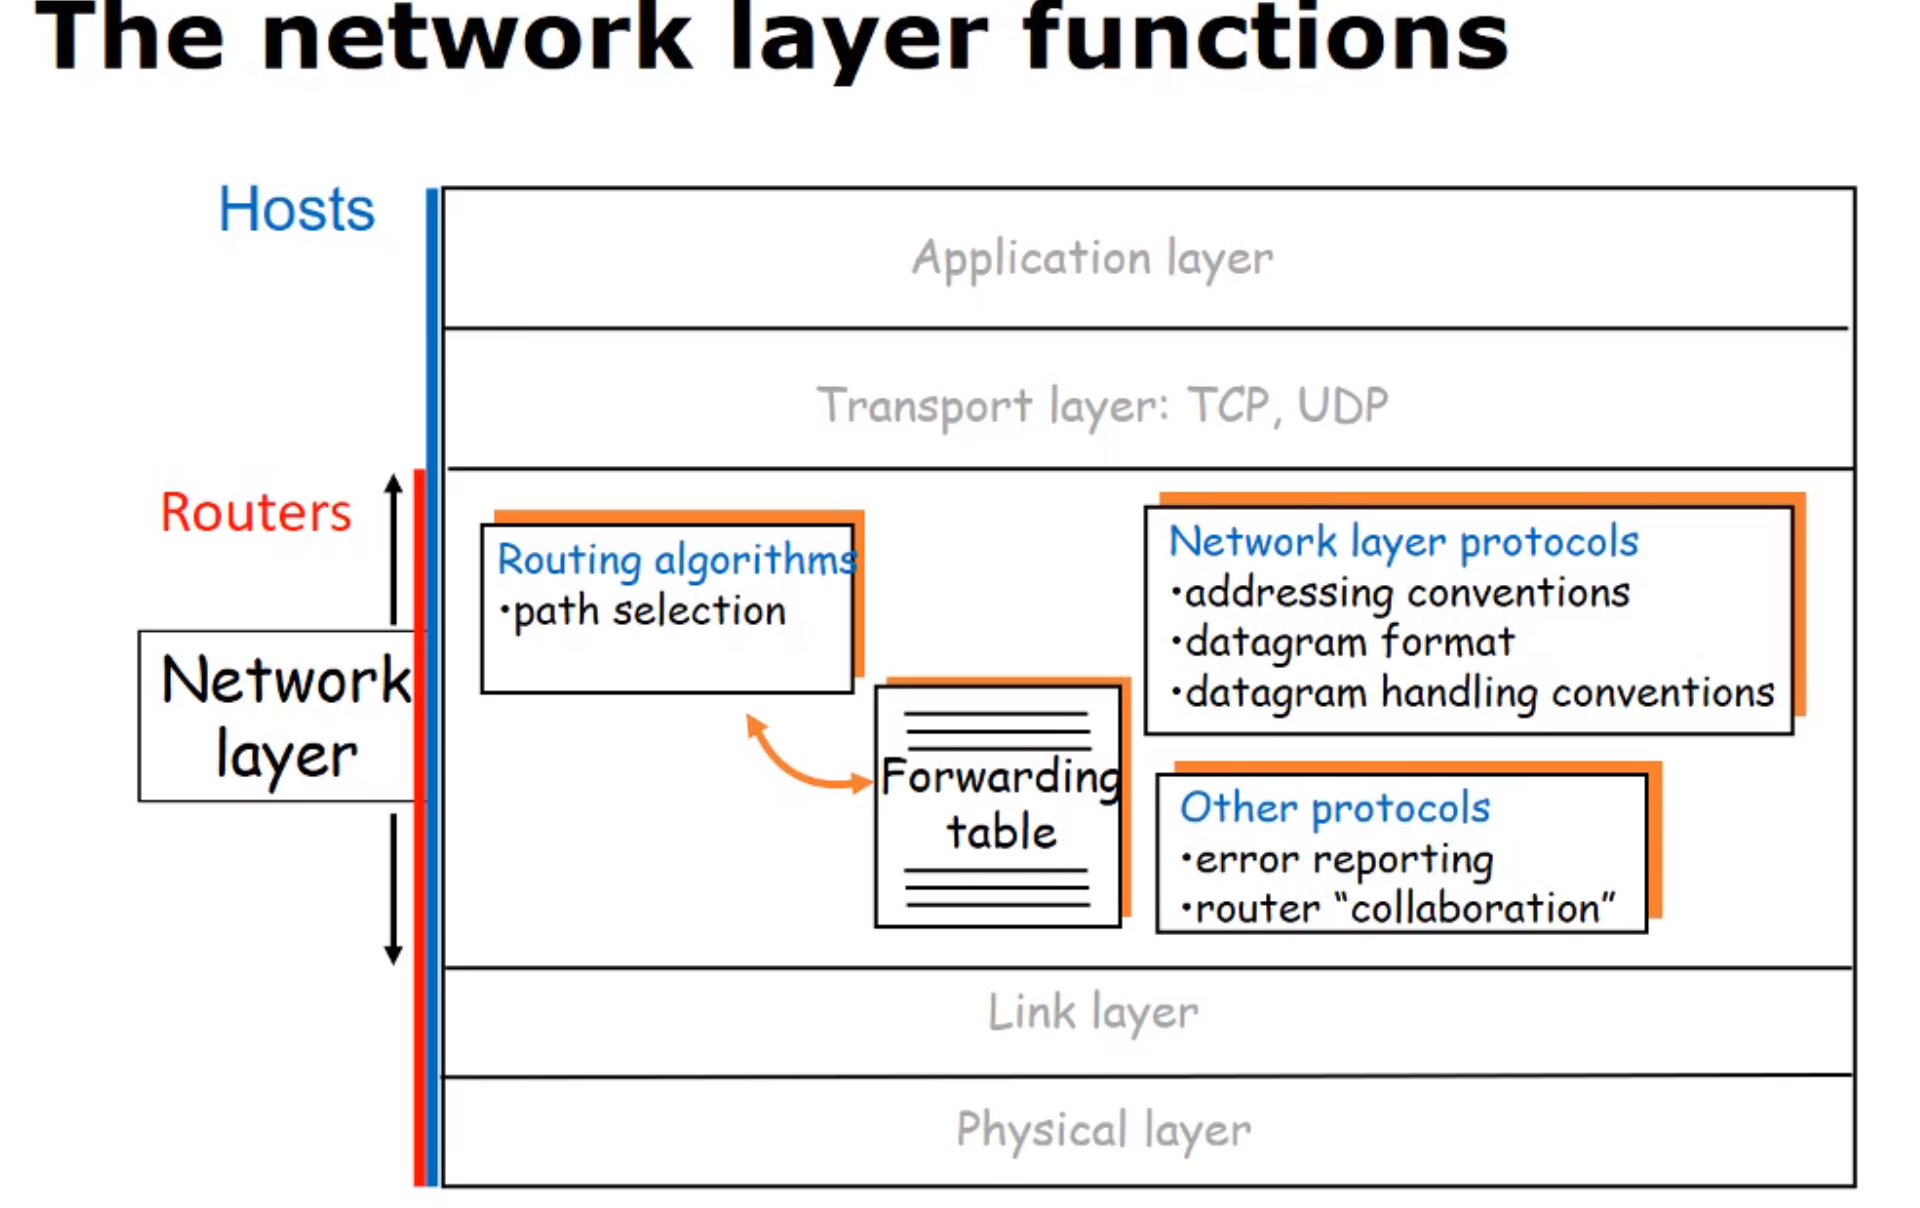 The network layer functions
Hosts
Application layer
Transport layer: TCP, UDP
Routers
Network
layer
Routing algorithms
•path selection
Forwarding
table
Network layer protocols
•addressing conventions
•datagram format
•datagram handling conventions
Other protocols
•error reporting
•router “collaboration”
Link layer
Physical layer